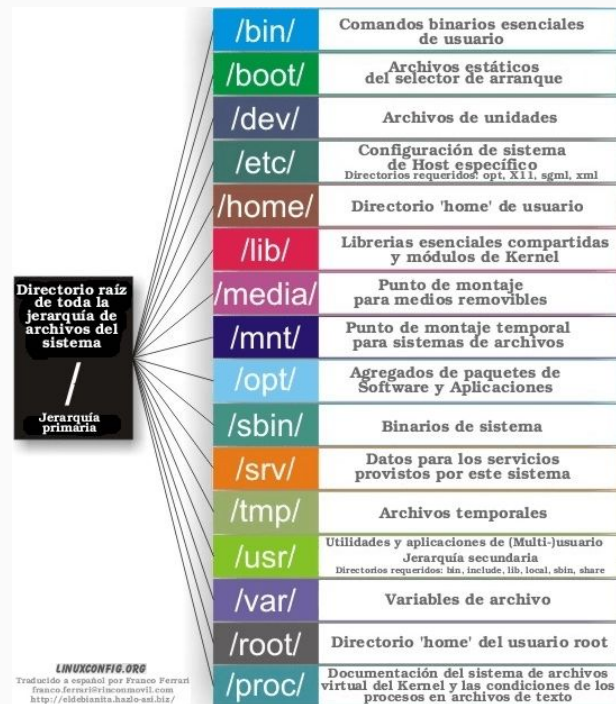 Directorio raíz
de toda la
jerarquía de
archivos del
sistema
/
Jerarquía
primaria
/bin/
Comandos binarios esenciales
de usuario
/boot/
Archivos estáticos
del selector de arranque
/dev/
Archivos de unidades
/etc/
Configuración de sistema
de Host específico
Directorios requeridos: opt, X11, sgml, xml
/home/
Directorio 'home' de usuario
/lib/
Librerias esenciales compartidas
y módulos de Kernel
/media/
Punto de montaje
para medios removibles
/mnt/
Punto de montaje temporal
para sistemas de archivos
/opt/
Agregados de paquetes de
Software y Aplicaciones
/sbin/
Binarios de sistema
/srv/
Datos para los servicios
provistos por este sistema
/tmp/
Archivos temporales
/usr/
Utilidades y aplicaciones de (Multi-)usuario
Jerarquía secundaria
Directorios requeridos: bin, include, lib, local, sbin, share
/var/
Variables de archivo
/root/
Directorio 'home' del usuario root
/proc/
Documentación del sistema de archivos
virtual del Kernel y las condiciones de los
procesos en archivos de texto
LINUXCONFIG.ORG
Traducido a español por Franco Ferrari
franco.ferrari@rinconmovil.com
http://eldebianita.hazlo-asi.biz/